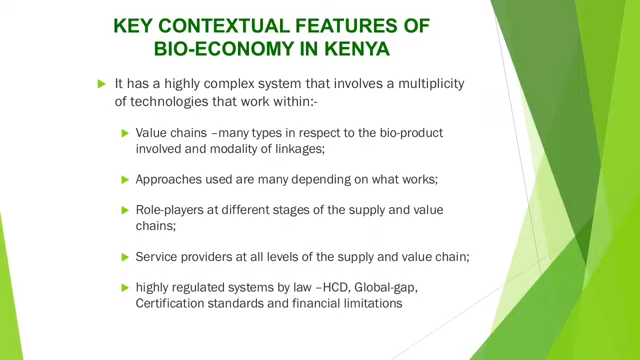 KEY CONTEXTUAL FEATURES OF
BIO-ECONOMY IN KENYA
It has a highly complex system that involves a multiplicity
of technologies that work within:-
Value chains –many types in respect to the bio-product
involved and modality of linkages;
Approaches used are many depending on what works;
Role-players at different stages of the supply and value
chains;
Service providers at all levels of the supply and value chain;
highly regulated systems by law –HCD, Global-gap,
Certification standards and financial limitations